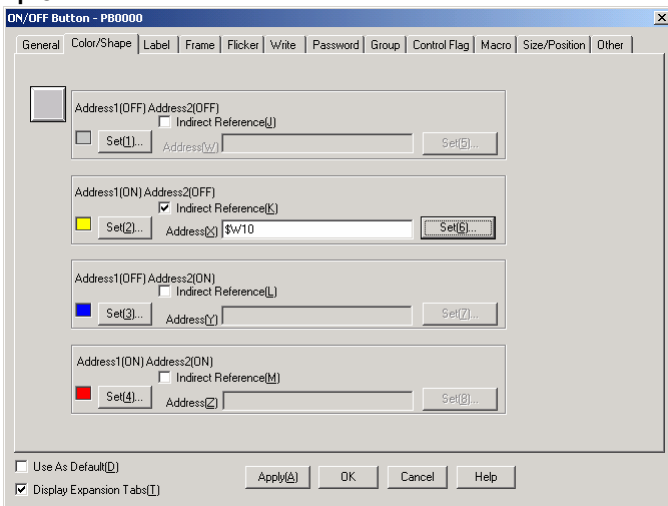 ON/OFF Button - PB0000
General Color/Shape Label Frame Flicker Write Password Group Control Flag Macro Size/Position Other
Address1(OFF) Address2(OFF)
Indirect Reference(J)
Set(1)... Address(W) Set(5)...
Address1(ON) Address2(OFF)
Indirect Reference(K)
Set(2)... Address(X) $W10 Set(6)...
Address1(OFF) Address2(ON)
Indirect Reference(L)
Set(3)... Address(Y) Set(7)...
Address1(ON) Address2(ON)
Indirect Reference(M)
Set(4)... Address(Z) Set(8)...
Use As Default(D)
Apply(A) OK Cancel Help
Display Expansion Tabs(T)